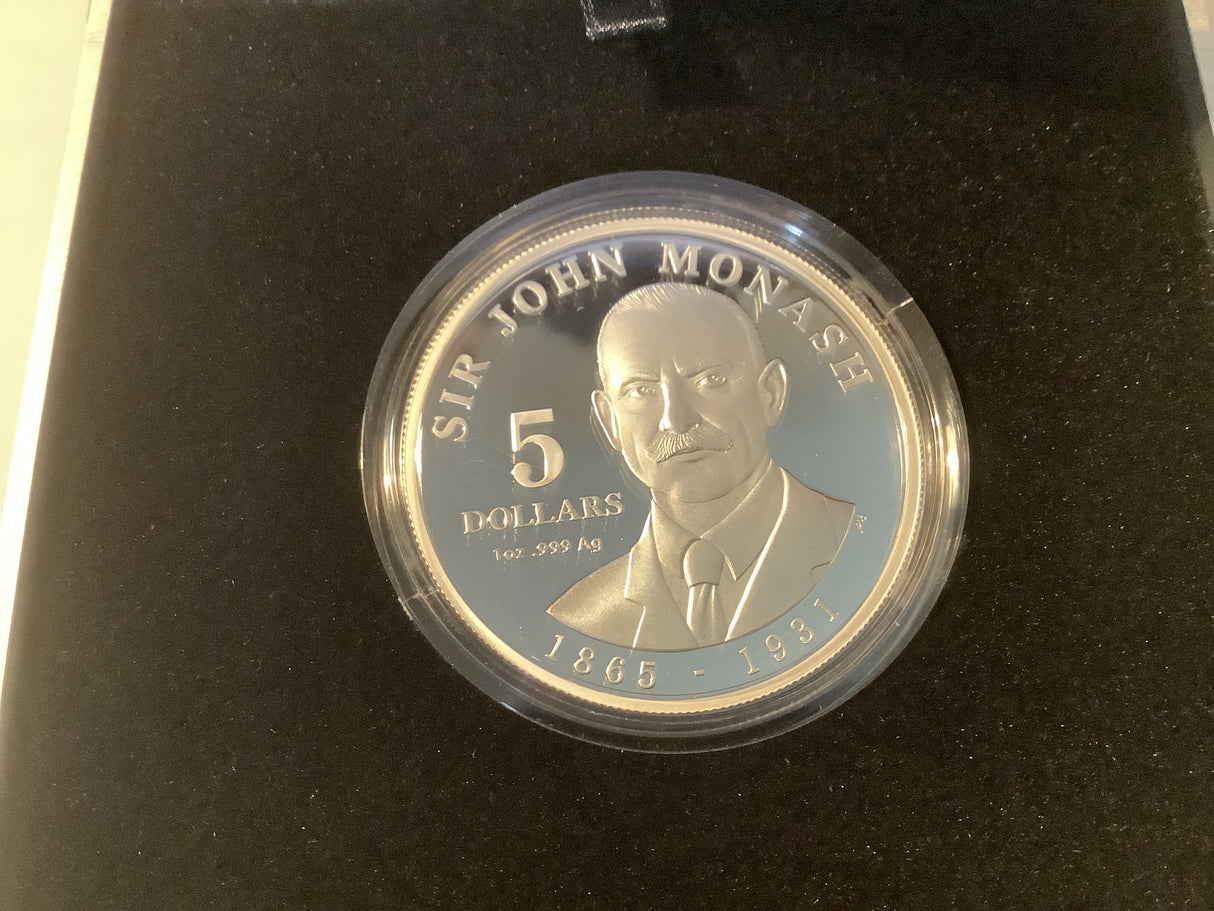 SIR JOHN MONASH
5
DOLLARS
1oz .999 Ag
1865 - 1931